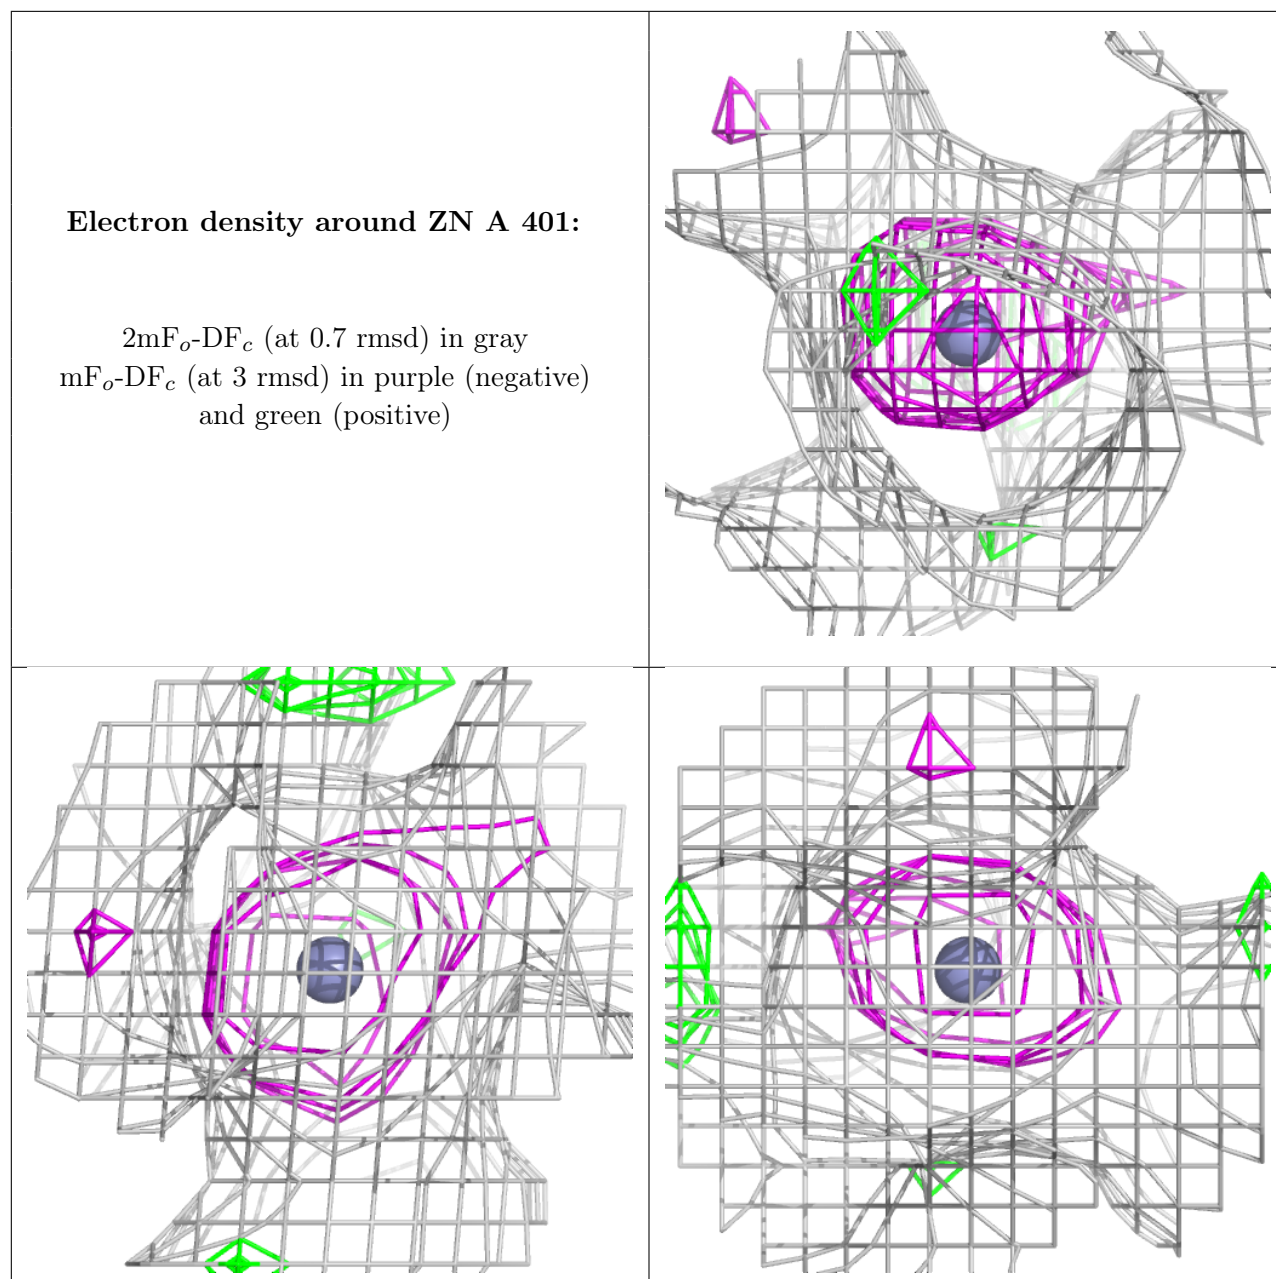 Electron density around ZN A 401:
2mFo-DFc (at 0.7 rmsd) in gray
mFo-DFc (at 3 rmsd) in purple (negative)
and green (positive)